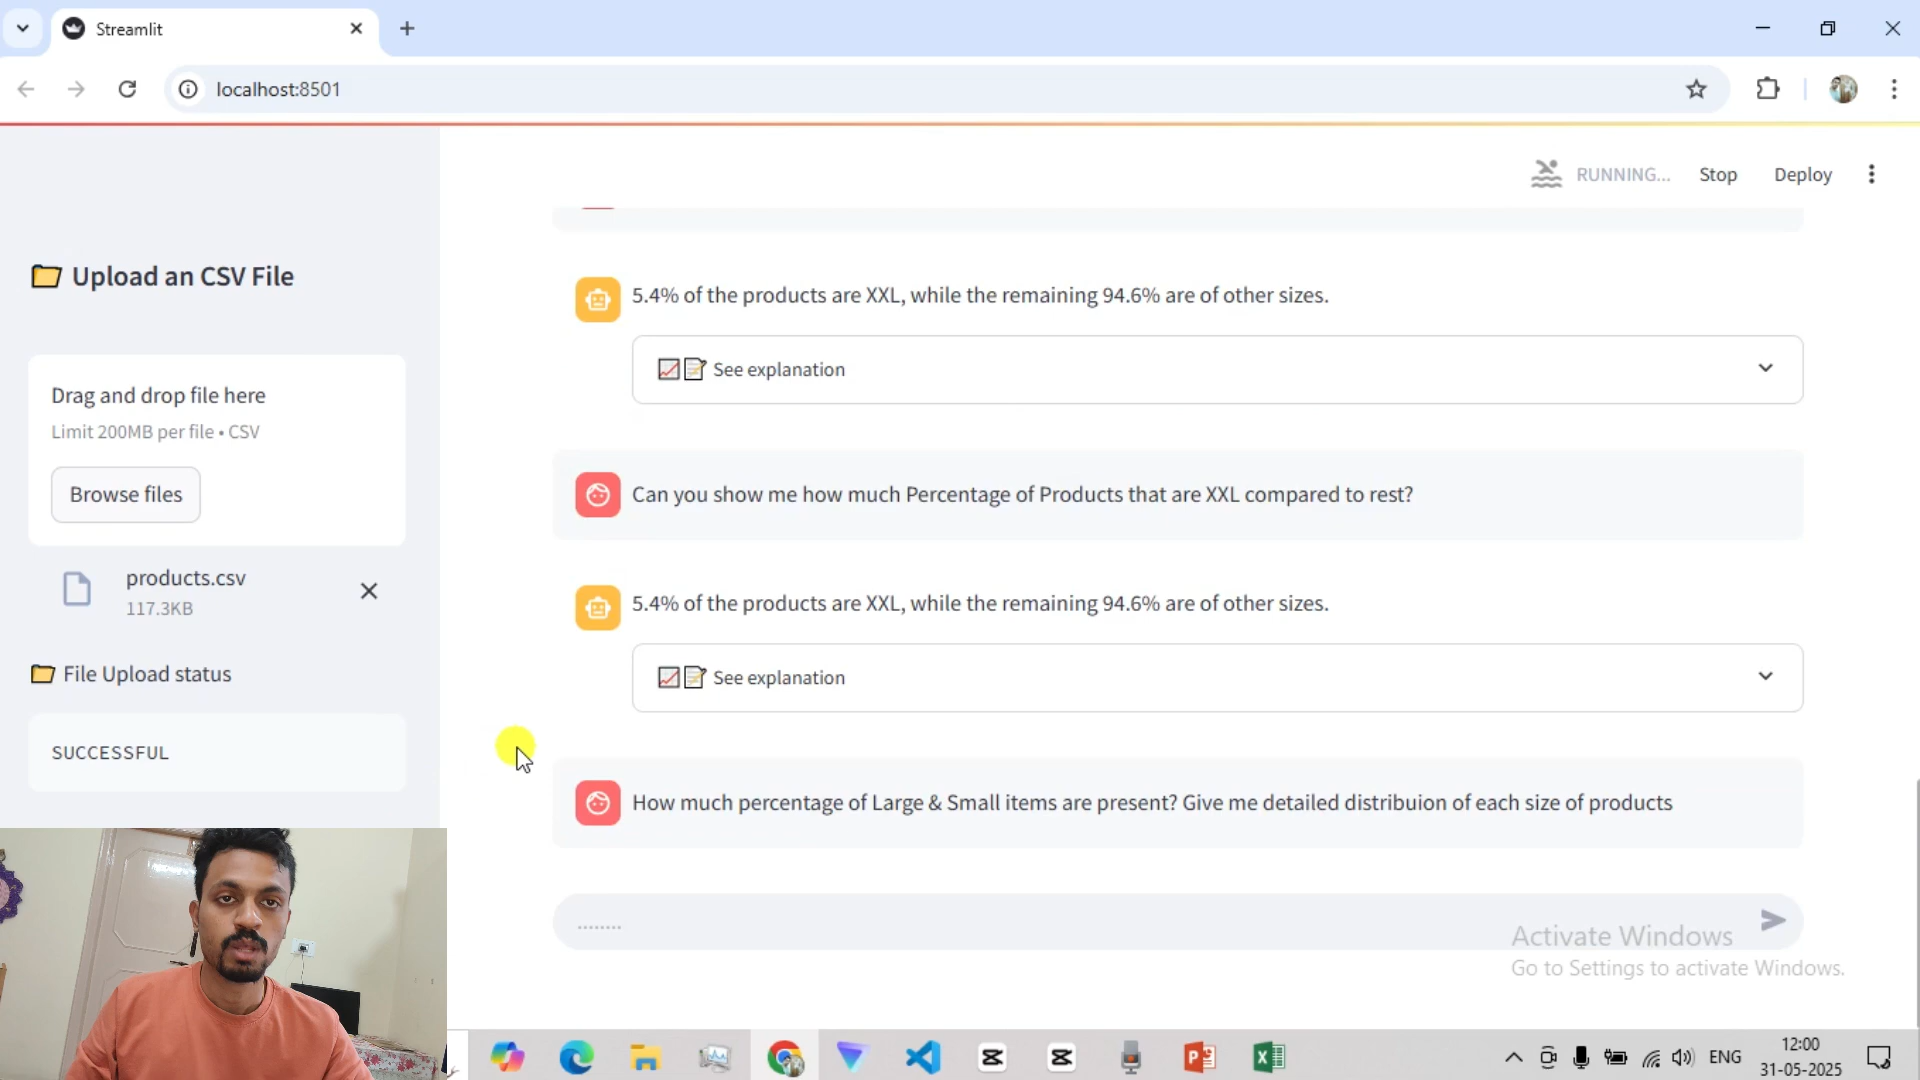 Streamlit
localhost:8501
RUNNING...
Stop
Deploy
Upload an CSV File
Drag and drop file here
Limit 200MB per file • CSV
Browse files
products.csv
117.3KB
File Upload status
SUCCESSFUL
5.4% of the products are XXL, while the remaining 94.6% are of other sizes.
See explanation
Can you show me how much Percentage of Products that are XXL compared to rest?
5.4% of the products are XXL, while the remaining 94.6% are of other sizes.
See explanation
How much percentage of Large & Small items are present? Give me detailed distribuion of each size of products
........
Activate Windows
Go to Settings to activate Windows.
ENG
12:00
31-05-2025